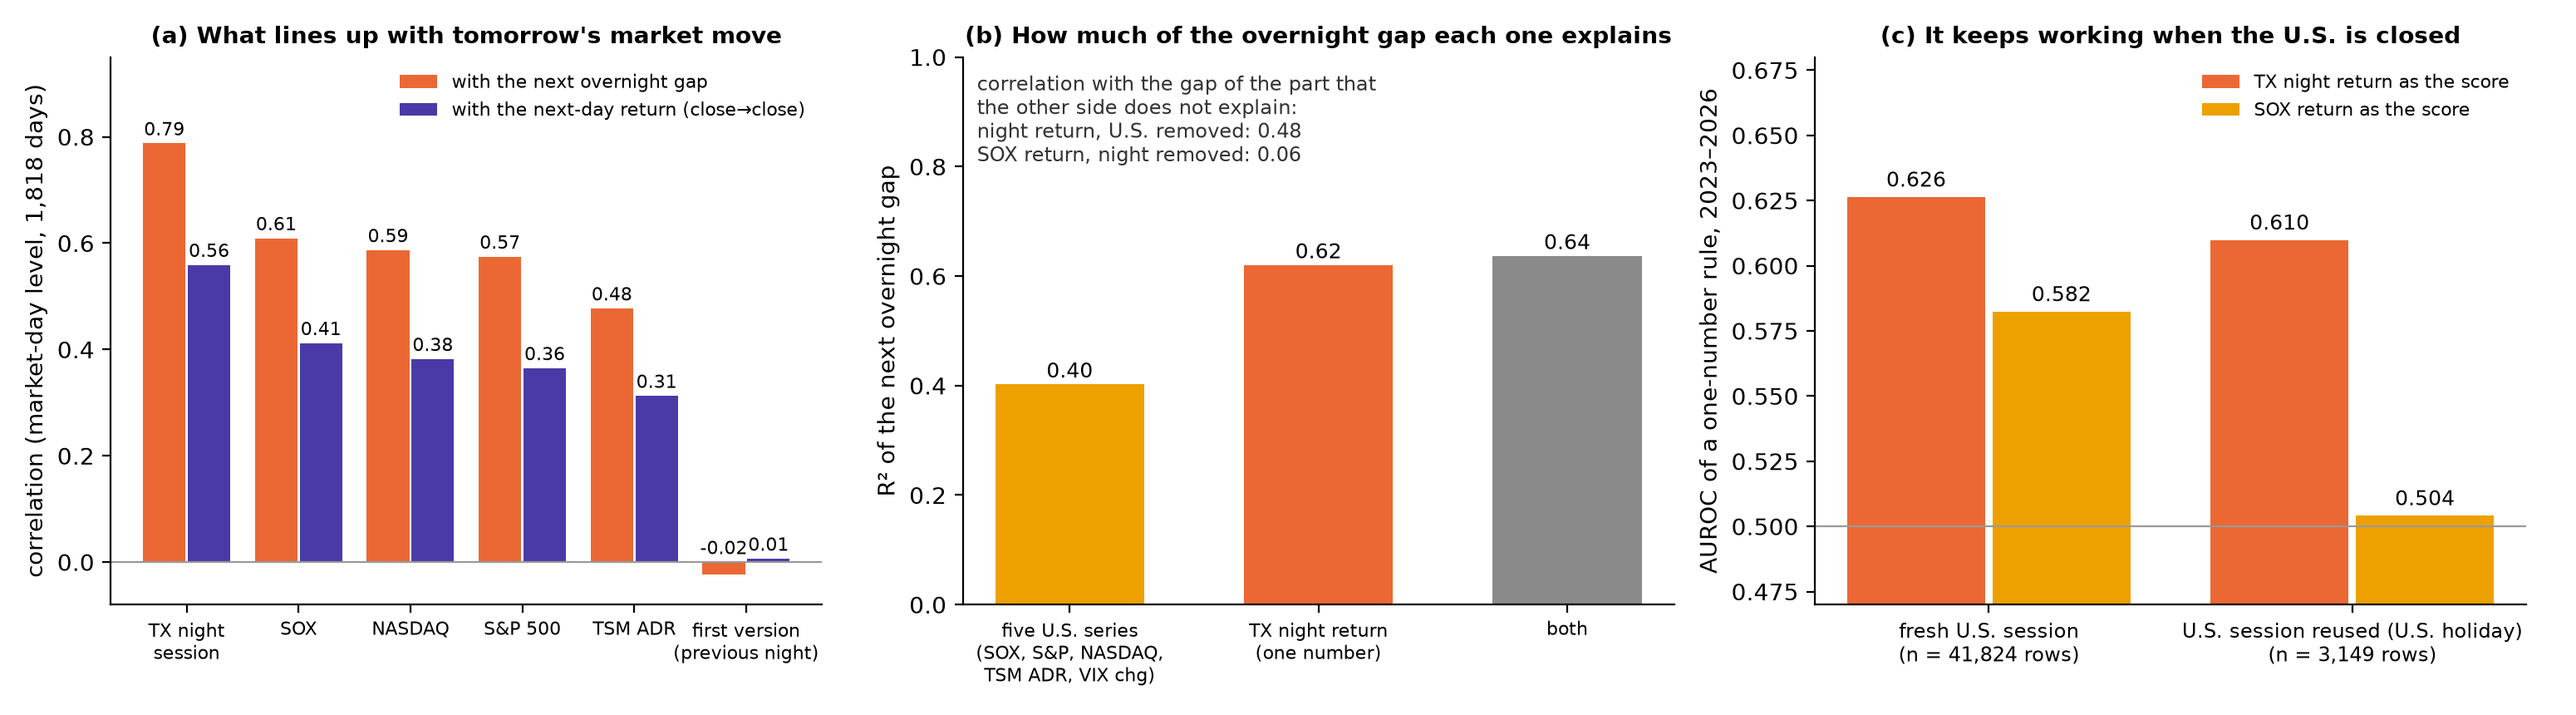 (a) What lines up with tomorrow's market move
correlation (market-day level, 1,818 days)
0.8
0.6
0.4
0.2
0.0
with the next overnight gap
with the next-day return (close→close)
0.79
0.56
0.61
0.41
0.59
0.38
0.57
0.36
0.48
0.31
-0.02
0.01
TX night
session
SOX
NASDAQ
S&P 500
TSM ADR
first version
(previous night)
(b) How much of the overnight gap each one explains
R² of the next overnight gap
1.0
0.8
0.6
0.4
0.2
0.0
correlation with the gap of the part that
the other side does not explain:
night return, U.S. removed: 0.48
SOX return, night removed: 0.06
0.40
0.62
0.64
five U.S. series
(SOX, S&P, NASDAQ,
TSM ADR, VIX chg)
TX night return
(one number)
both
(c) It keeps working when the U.S. is closed
AUROC of a one-number rule, 2023–2026
0.675
0.650
0.625
0.600
0.575
0.550
0.525
0.500
0.475
TX night return as the score
SOX return as the score
0.626
0.582
0.610
0.504
fresh U.S. session
(n = 41,824 rows)
U.S. session reused (U.S. holiday)
(n = 3,149 rows)